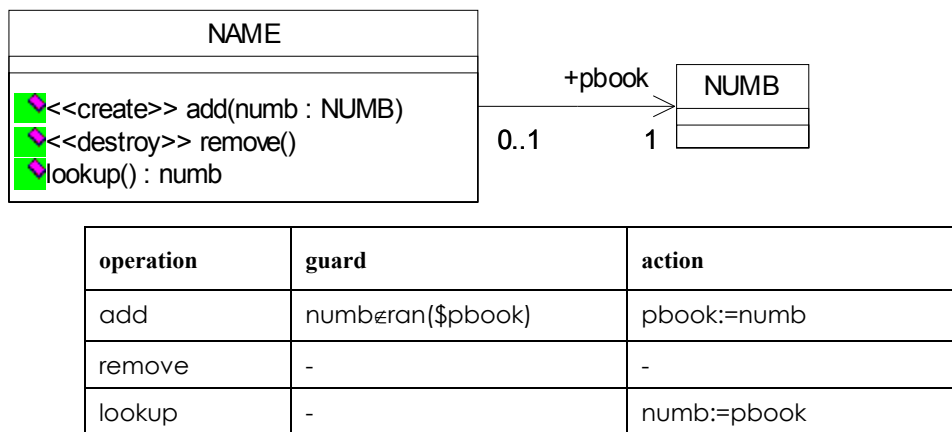 NAME
<<create>> add(numb : NUMB)
<<destroy>> remove()
lookup() : numb
+pbook
0..1
1
NUMB
operation guard action
add numb∉ran($pbook) pbook:=numb
remove - -
lookup - numb:=pbook